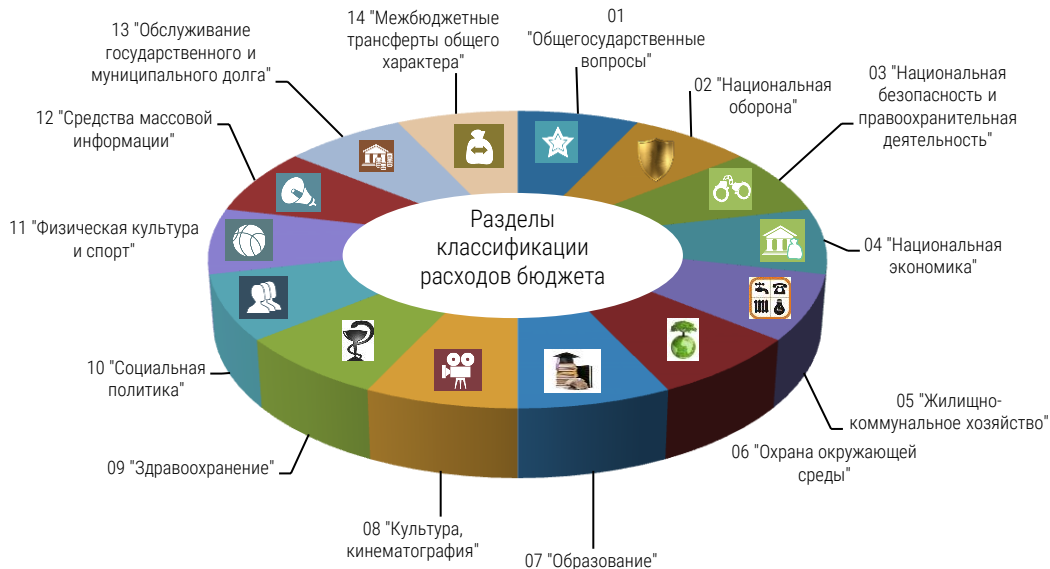 Разделы
классификации
расходов бюджета
01
"Общегосударственные
вопросы"
02 "Национальная
оборона"
03 "Национальная
безопасность и
правоохранительная
деятельность"
04 "Национальная
экономика"
05 "Жилищно-
коммунальное хозяйство"
06 "Охрана окружающей
среды"
07 "Образование"
08 "Культура,
кинематография"
09 "Здравоохранение"
10 "Социальная
политика"
11 "Физическая культура
и спорт"
12 "Средства массовой
информации"
13 "Обслуживание
государственного и
муниципального долга"
14 "Межбюджетные
трансферты общего
характера"